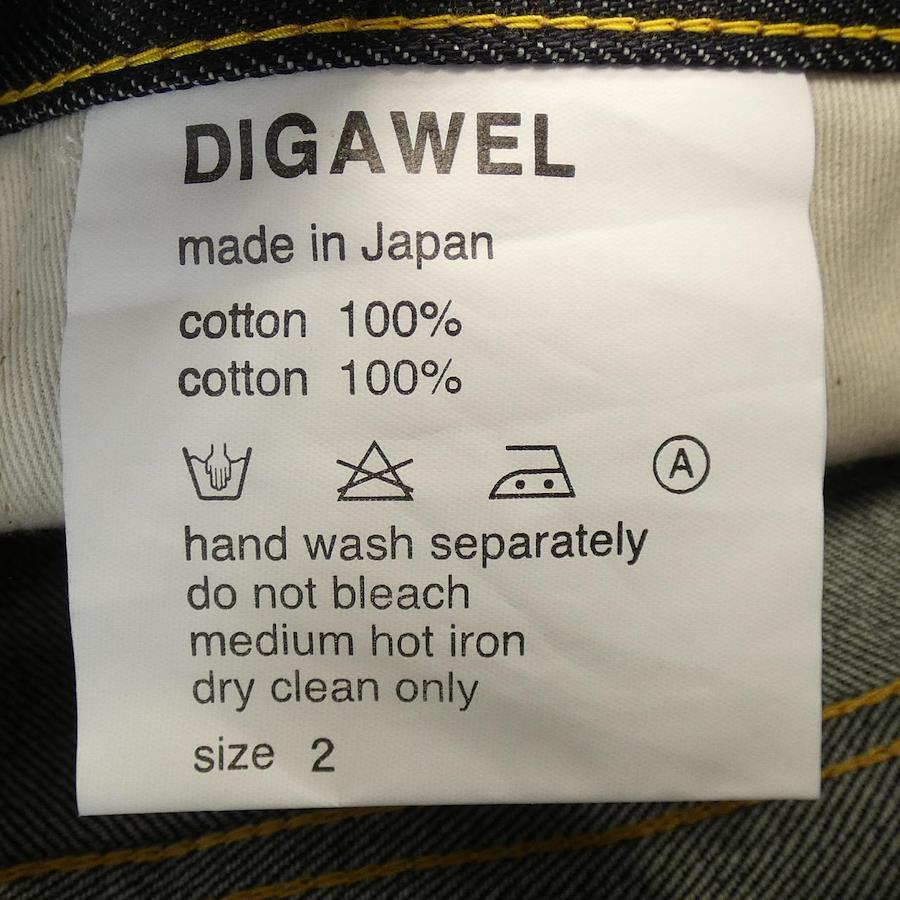 DIGAWEL
made in Japan
cotton 100%
cotton 100%
A
hand wash separately
do not bleach
medium hot iron
dry clean only
size 2